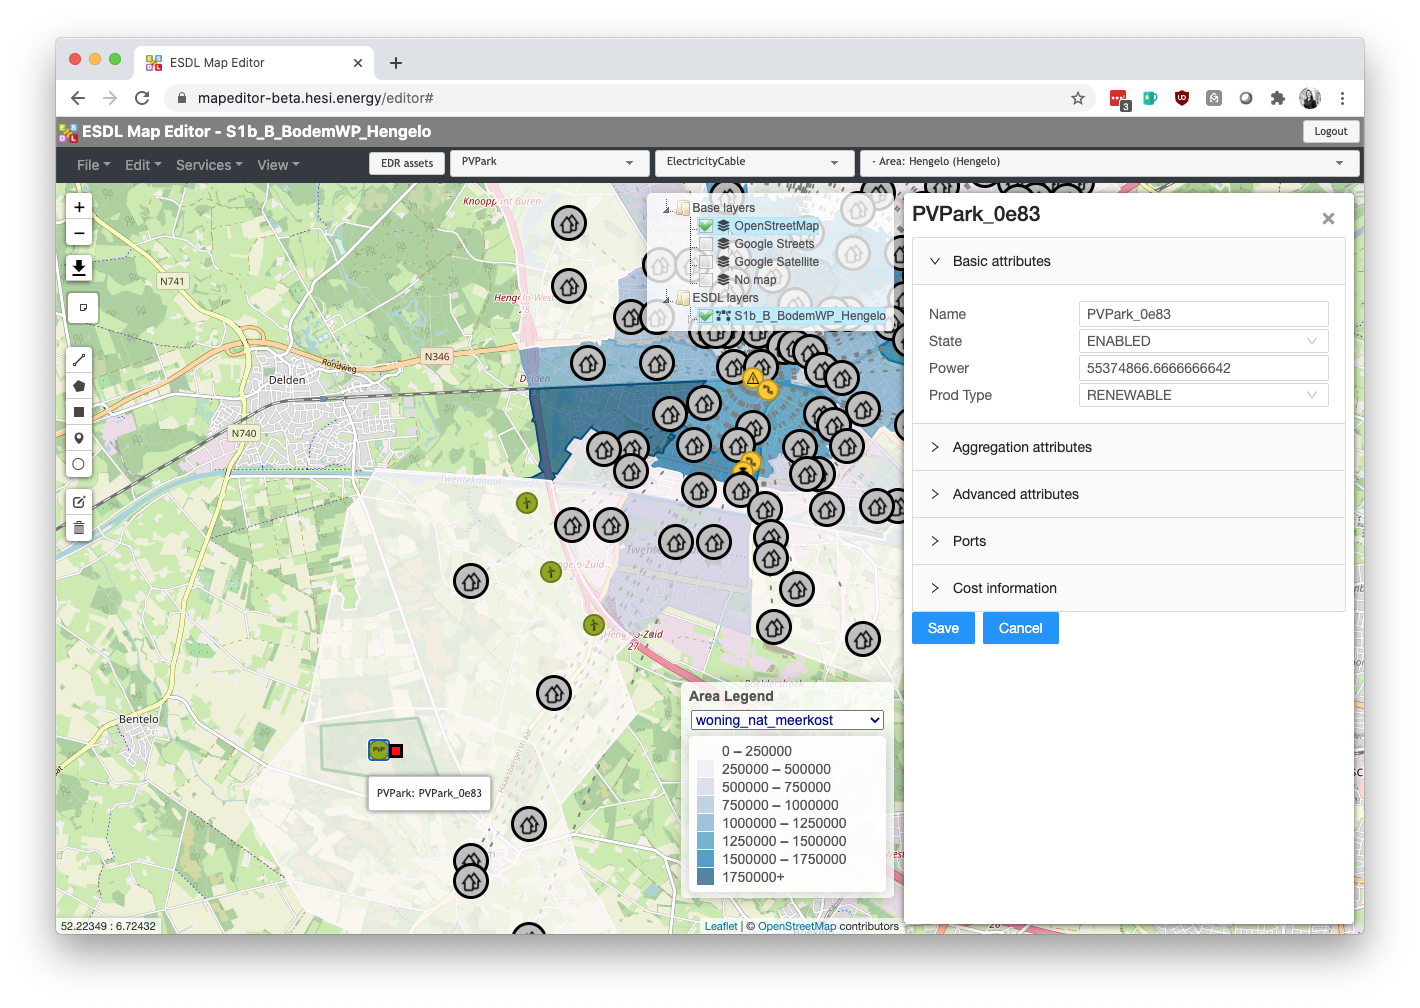 ESDL Map Editor
mapeditor-beta.hesi.energy/editor#
3
ESDL Map Editor - S1b_B_BodemWP_Hengelo
Logout
File Edit Services View
EDR assets
PVPark
ElectricityCable
- Area: Hengelo (Hengelo)
+
−
Knooppunt Buren
N741
Hengelo-West
28
Rondweg
N346
Delden
Delden
N740
Twentekanaal
Hengelo-Zuid
27
Bentelo
Haaksbergerstraat
Beeldershoek
Base layers
OpenStreetMap
Google Streets
Google Satellite
No map
ESDL layers
S1b_B_BodemWP_Hengelo
PVP
PVPark: PVPark_0e83
Area Legend
woning_nat_meerkost
0 – 250000
250000 – 500000
500000 – 750000
750000 – 1000000
1000000 – 1250000
1250000 – 1500000
1500000 – 1750000
1750000+
52.22349 : 6.72432
Leaflet | © OpenStreetMap contributors
PVPark_0e83
Basic attributes
Name PVPark_0e83
State ENABLED
Power 55374866.6666666642
Prod Type RENEWABLE
Aggregation attributes
Advanced attributes
Ports
Cost information
Save Cancel